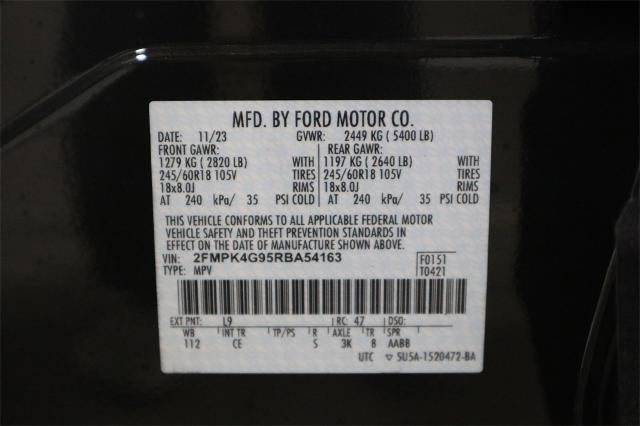 MFD. BY FORD MOTOR CO.
DATE: 11/23 GVWR: 2449 KG ( 5400 LB)
FRONT GAWR: REAR GAWR:
1279 KG ( 2820 LB) WITH 1197 KG ( 2640 LB) WITH
245/60R18 105V TIRES 245/60R18 105V TIRES
18x8.0J RIMS 18x8.0J RIMS
AT 240 kPa/ 35 PSI COLD AT 240 kPa/ 35 PSI COLD
THIS VEHICLE CONFORMS TO ALL APPLICABLE FEDERAL MOTOR
VEHICLE SAFETY AND THEFT PREVENTION STANDARDS IN
EFFECT ON THE DATE OF MANUFACTURE SHOWN ABOVE.
VIN: 2FMPK4G95RBA54163 F0151
TYPE: MPV T0421
EXT PNT: L9 RC: 47 DSO:
WB INT TR TP/PS R AXLE TR SPR
112 CE S 3K 8 AABB
UTC 5U5A-1520472-BA